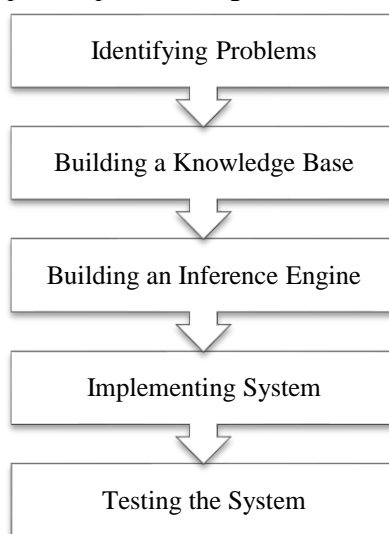 Identifying Problems
Building a Knowledge Base
Building an Inference Engine
Implementing System
Testing the System